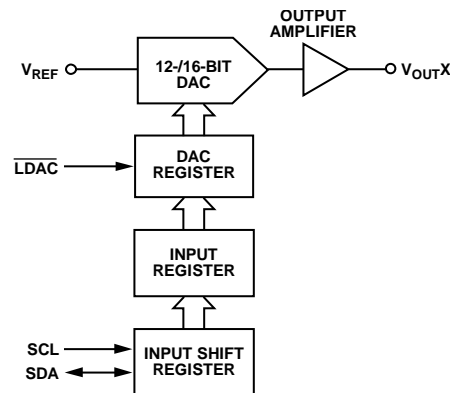 OUTPUT
AMPLIFIER
VREF
12-/16-BIT
DAC
VOUTX
LDAC
DAC
REGISTER
INPUT
REGISTER
SCL
SDA
INPUT SHIFT
REGISTER